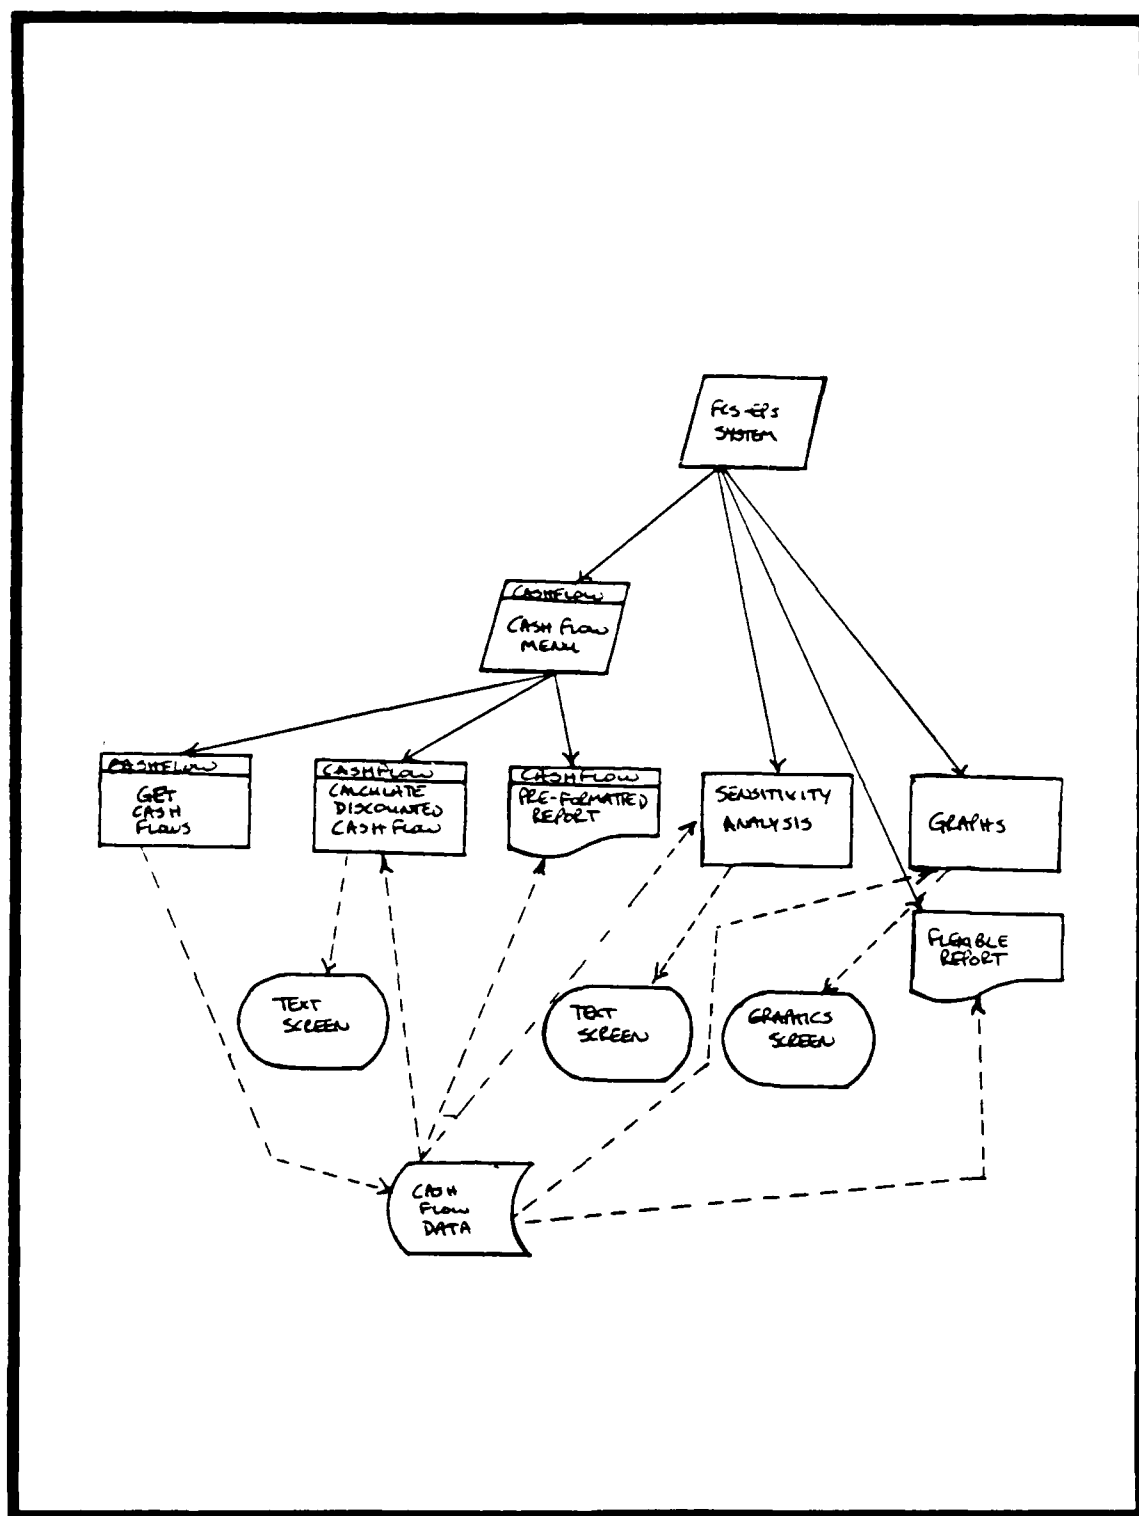 FCS-EPS
SYSTEM
CASHFLOW
CASH FLOW
MENU
CASHFLOW
GET
CASH
FLOWS
CASHFLOW
CALCULATE
DISCOUNTED
CASH FLOW
CASHFLOW
PRE-FORMATTED
REPORT
SENSITIVITY
ANALYSIS
GRAPHS
FLEXIBLE
REPORT
TEXT
SCREEN
TEXT
SCREEN
GRAPHICS
SCREEN
CASH
FLOW
DATA